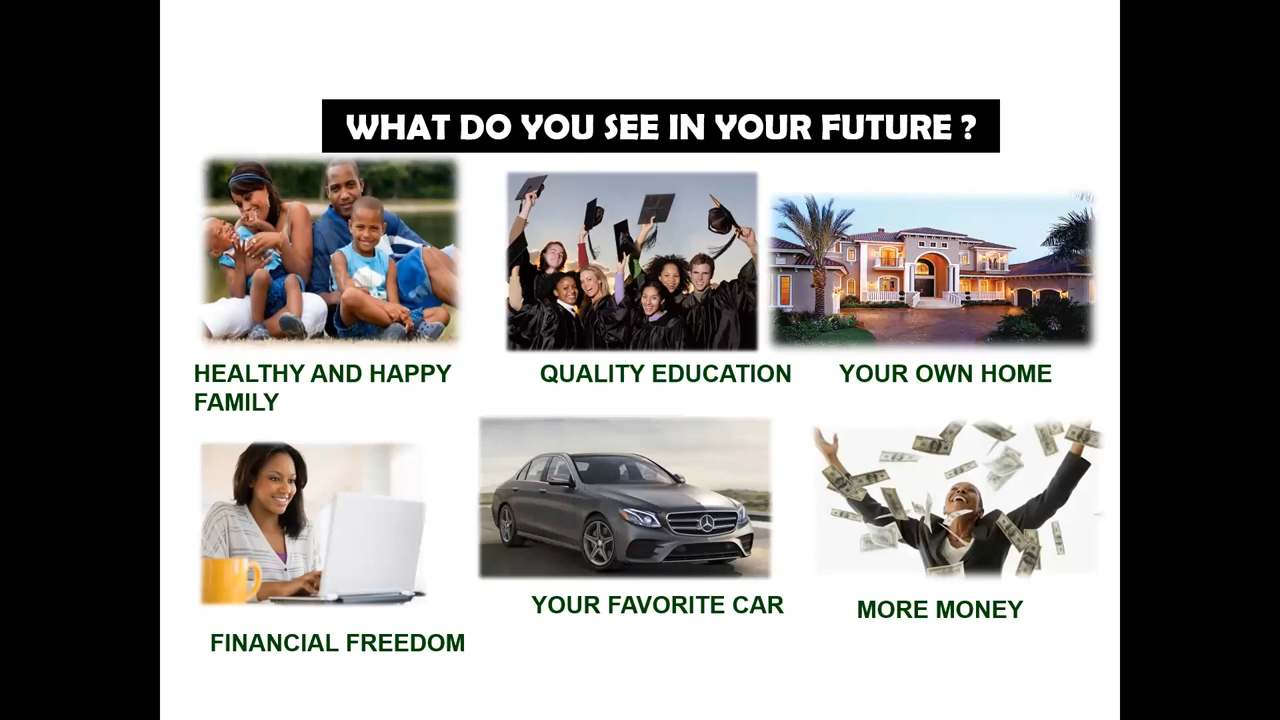 WHAT DO YOU SEE IN YOUR FUTURE ?
HEALTHY AND HAPPY
FAMILY
QUALITY EDUCATION
YOUR OWN HOME
FINANCIAL FREEDOM
YOUR FAVORITE CAR
MORE MONEY